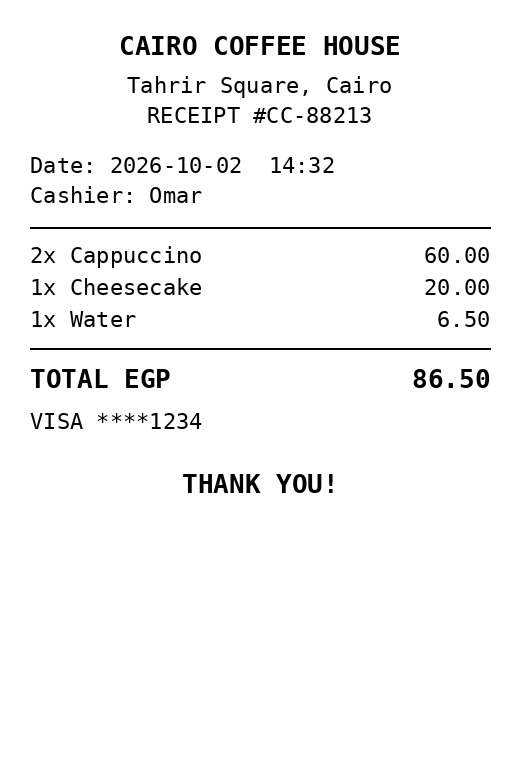 CAIRO COFFEE HOUSE
Tahrir Square, Cairo
RECEIPT #CC-88213
Date: 2026-10-02  14:32
Cashier: Omar
2x Cappuccino 60.00
1x Cheesecake 20.00
1x Water 6.50
TOTAL EGP 86.50
VISA ****1234
THANK YOU!